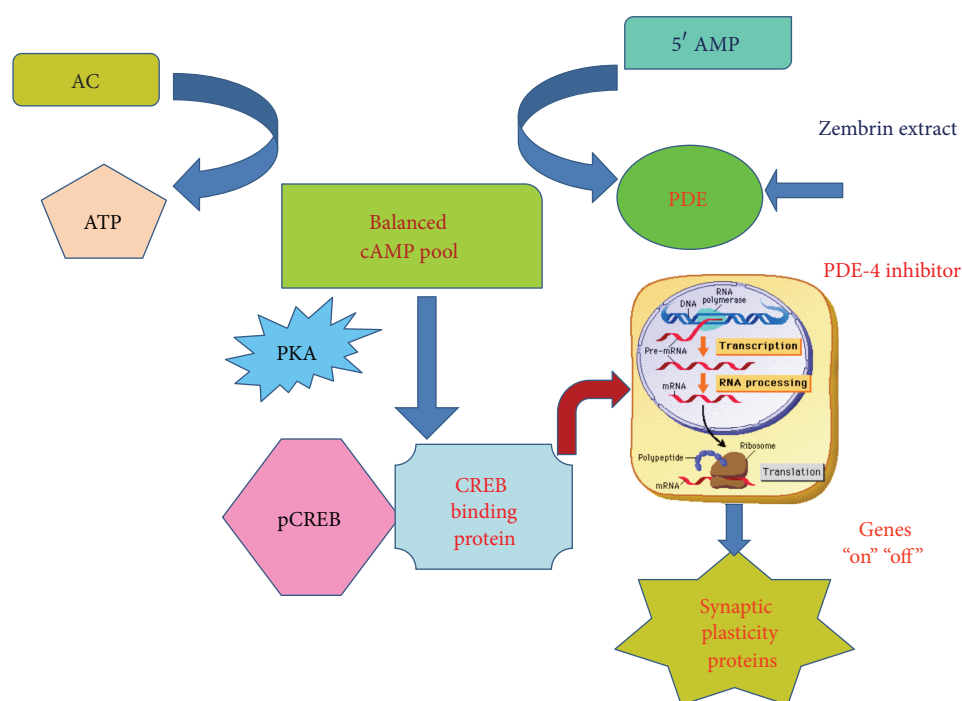 5′ AMP
AC
Zembrin extract
PDE
ATP
Balanced
cAMP pool
PDE-4 inhibitor
RNA
polymerase
DNA
Pre-mRNA
Transcription
PKA
mRNA
RNA processing
Ribosome
Polypeptide
Translation
mRNA
CREB
binding
protein
pCREB
Genes
“on” “off”
Synaptic
plasticity
proteins